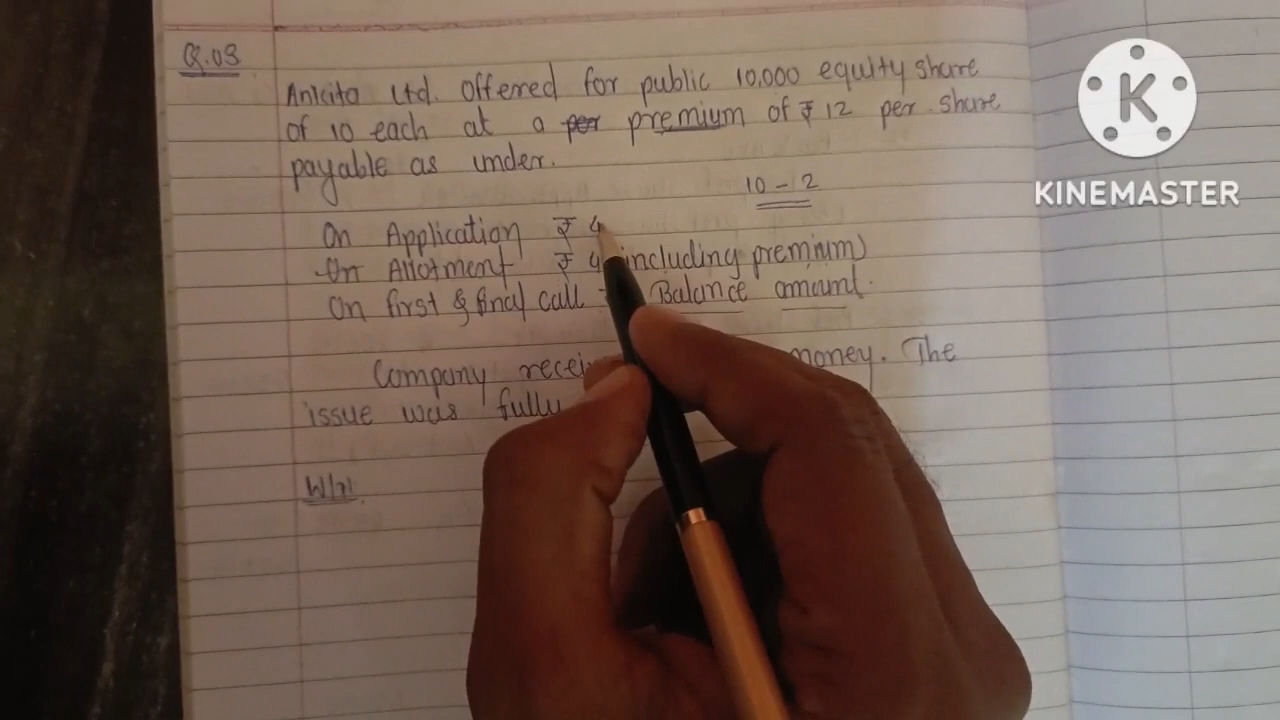 Q.03
Ankita Ltd. offered for public 10,000 equity share
of 10 each at a per premium of ₹ 12 per share
payable as under.
10 - 2
On Application ₹ 4
On Allotment ₹ 4 including premium)
On first & final call Balance amount.
Company money. The
issue was fully
W/N.
K
KINEMASTER